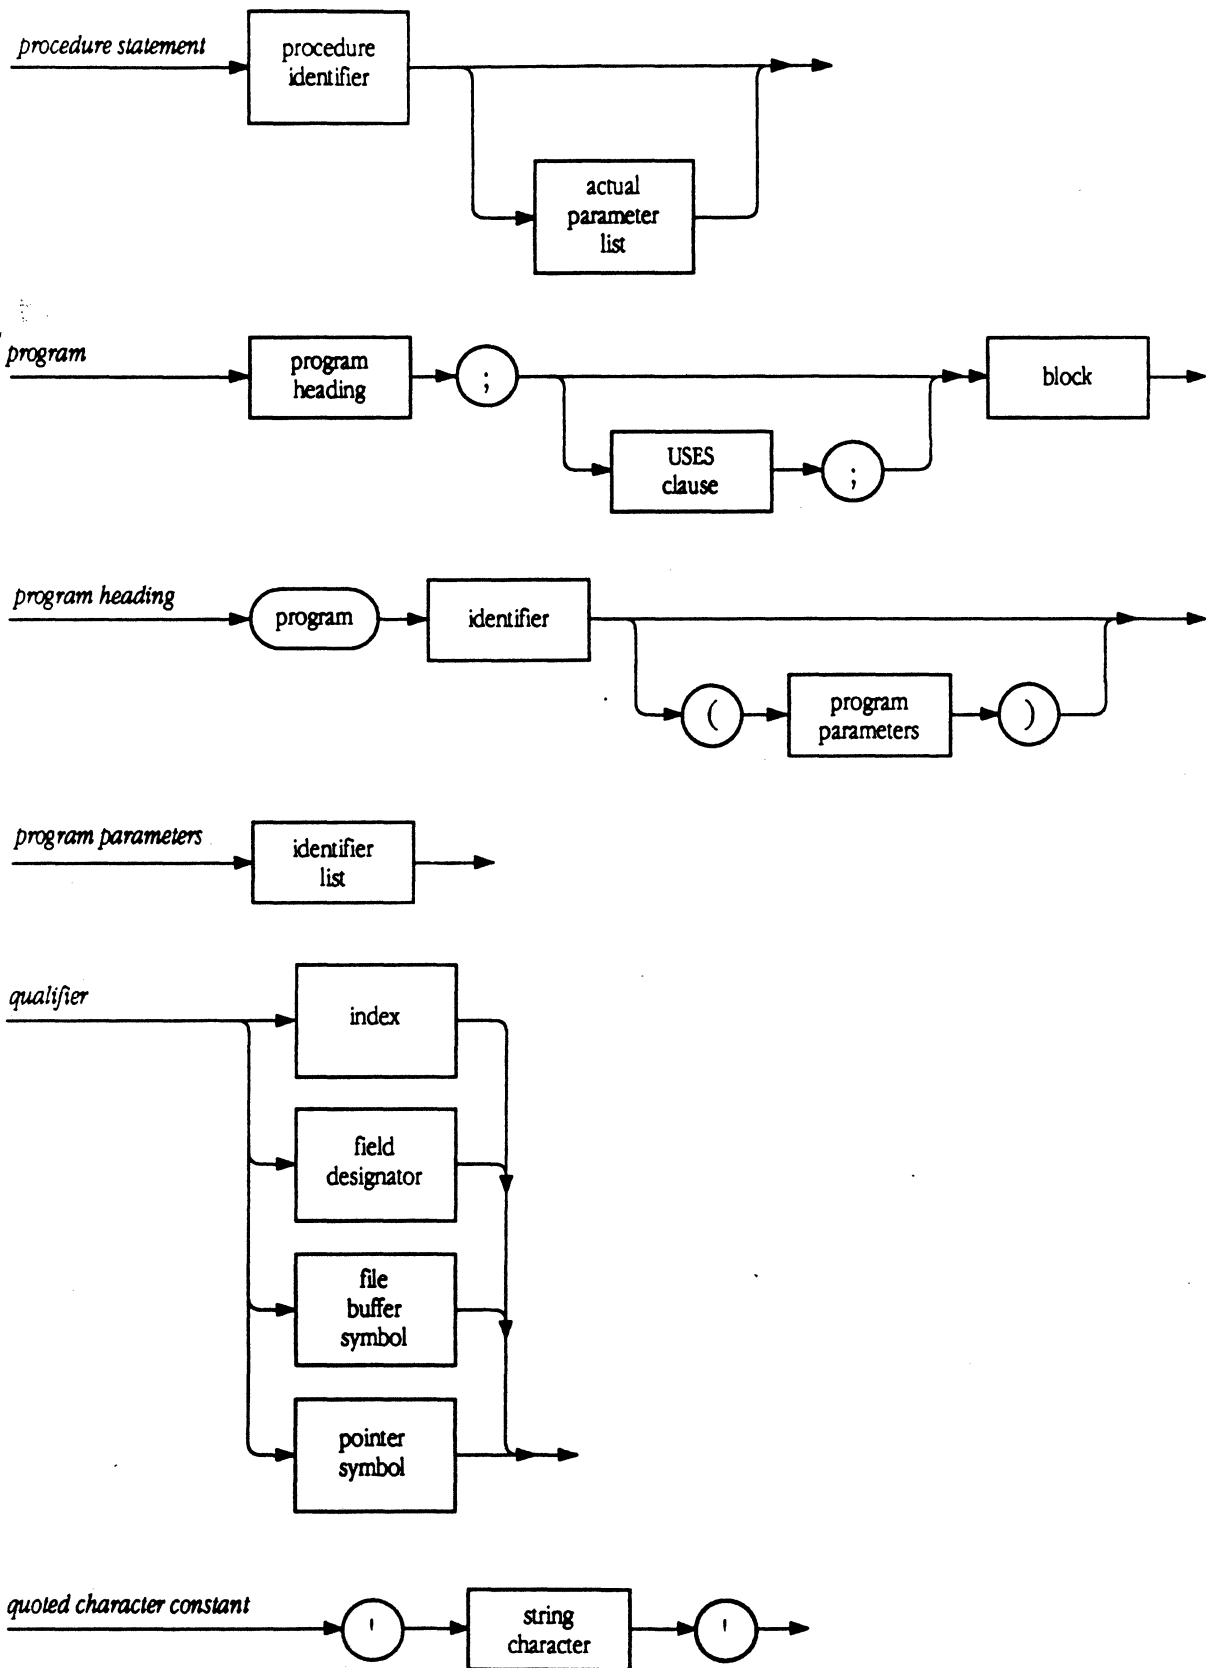 procedure statement
procedure
identifier
actual
parameter
list
program
program
heading
;
USES
clause
;
block
program heading
program
identifier
(
program
parameters
)
program parameters
identifier
list
qualifier
index
field
designator
file
buffer
symbol
pointer
symbol
quoted character constant
'
string
character
'